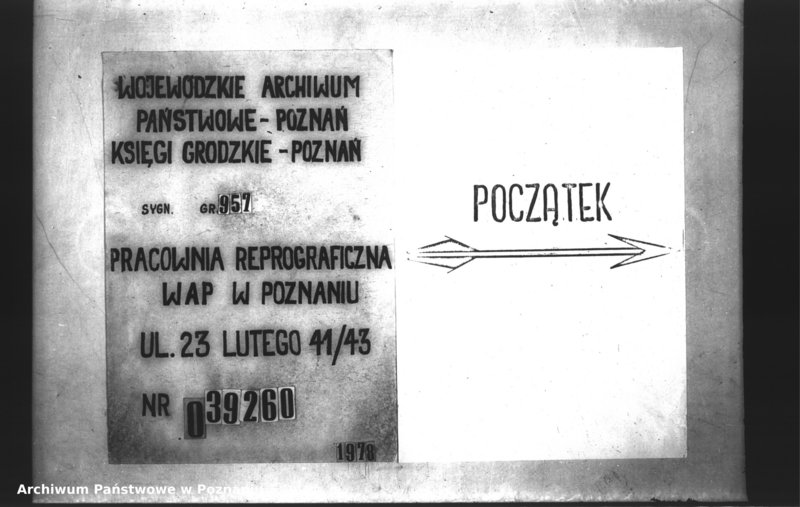 WOJEWÓDZKIE ARCHIWUM
PAŃSTWOWE - POZNAŃ
KSIĘGI GRODZKIE - POZNAŃ
SYGN. GR. 957
PRACOWNIA REPROGRAFICZNA
WAP W POZNANIU
UL. 23 LUTEGO 41/43
NR 039260
1978
POCZĄTEK
Archiwum Państwowe w Poznaniu